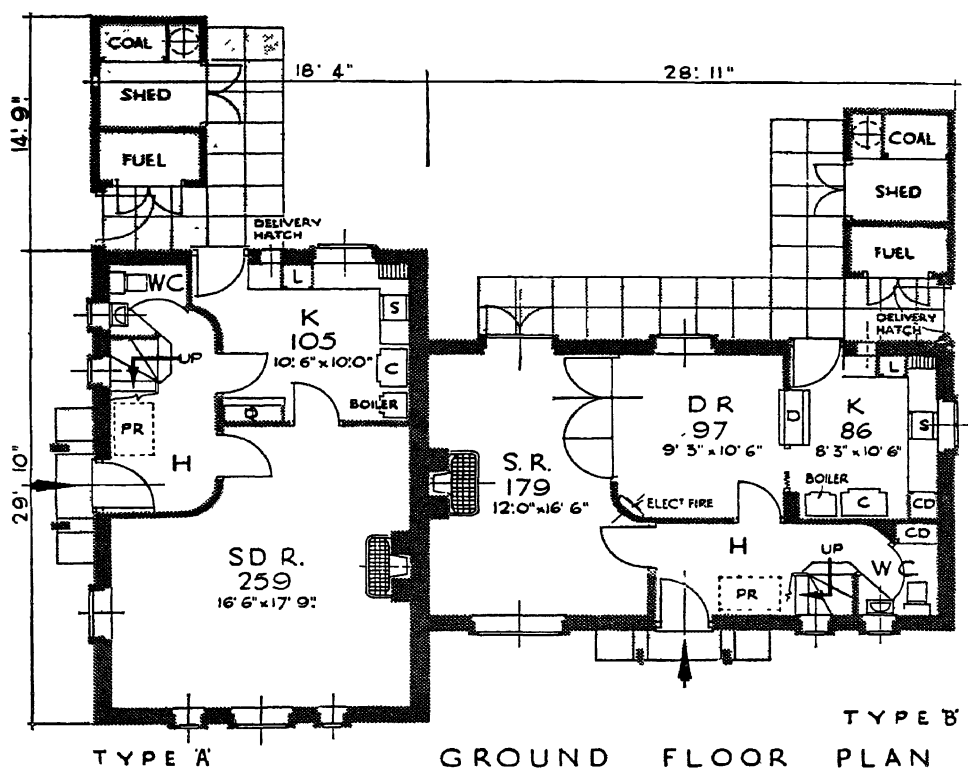 COAL
SHED
FUEL
14' 9"
18' 4"
28' 11"
COAL
SHED
FUEL
DELIVERY
HATCH
DELIVERY
HATCH
WC
L
K
105
10' 6" x 10' 0"
S
C
BOILER
UP
D
PR
H
29' 10"
SD R.
259
16' 6" x 17' 9"
S.R.
179
12' 0" x 16' 6"
D R
97
9' 3" x 10' 6"
D
K
86
8' 3" x 10' 6"
L
S
BOILER
C
CD
CD
ELECT FIRE
H
UP
WC
PR
TYPE 'A'
GROUND FLOOR PLAN
TYPE 'B'